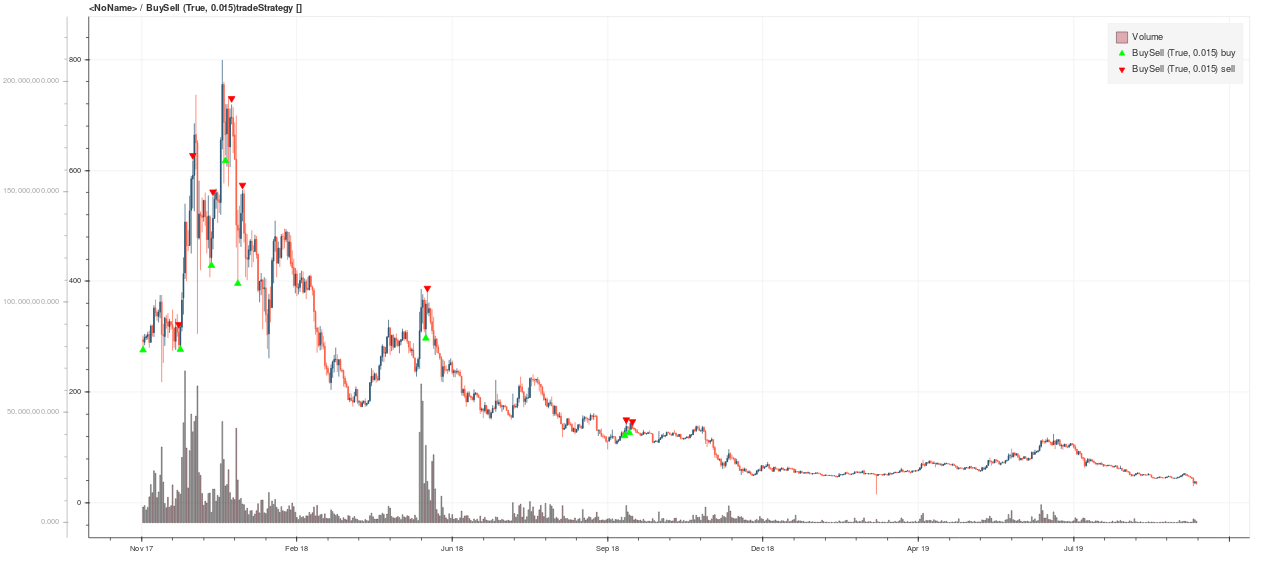 <NoName> / BuySell (True, 0.015)tradeStrategy []
Volume
BuySell (True, 0.015) buy
BuySell (True, 0.015) sell
800
200.000.000.000
600
150.000.000.000
400
100.000.000.000
200
50.000.000.000
0
0.000
Nov 17 Feb 18 Jun 18 Sep 18 Dec 18 Apr 19 Jul 19